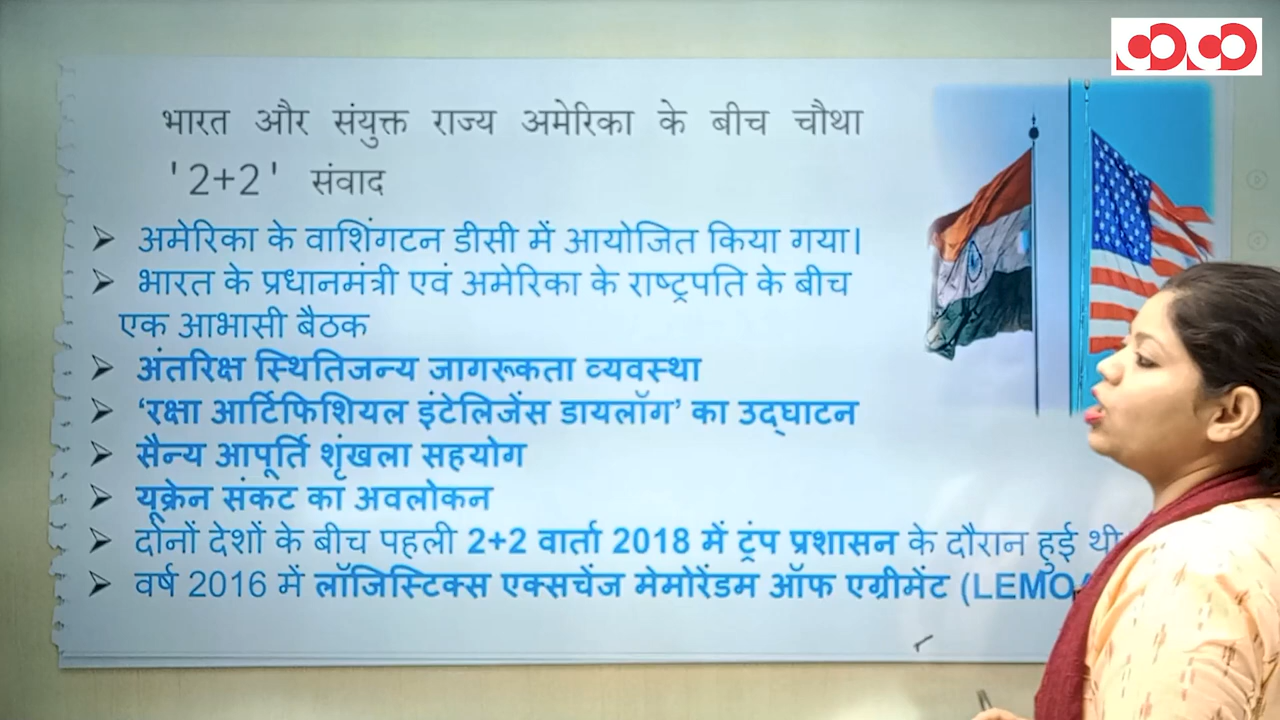 भारत और संयुक्त राज्य अमेरिका के बीच चौथा
'2+2' संवाद
➢ अमेरिका के वाशिंगटन डीसी में आयोजित किया गया।
➢ भारत के प्रधानमंत्री एवं अमेरिका के राष्ट्रपति के बीच
एक आभासी बैठक
➢ अंतरिक्ष स्थितिजन्य जागरूकता व्यवस्था
➢ ‘रक्षा आर्टिफिशियल इंटेलिजेंस डायलॉग’ का उद्घाटन
➢ सैन्य आपूर्ति शृंखला सहयोग
➢ यूक्रेन संकट का अवलोकन
➢ दोनों देशों के बीच पहली 2+2 वार्ता 2018 में ट्रंप प्रशासन के दौरान हुई थी
➢ वर्ष 2016 में लॉजिस्टिक्स एक्सचेंज मेमोरेंडम ऑफ एग्रीमेंट (LEMOA